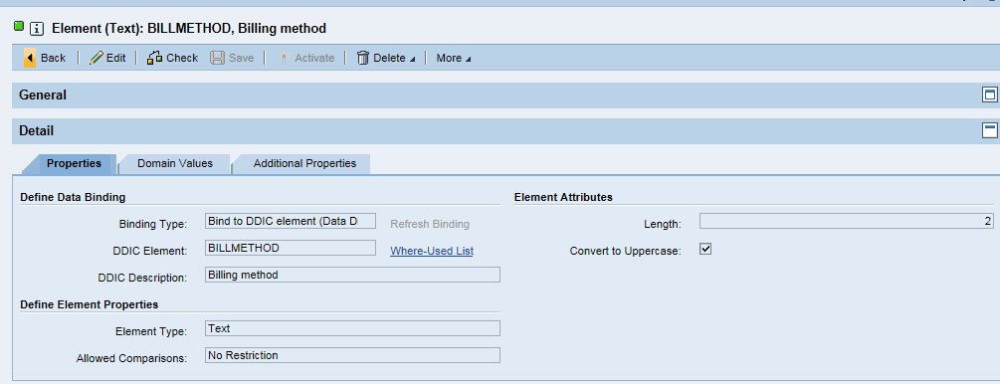 Element (Text): BILLMETHOD, Billing method
Back Edit Check Save Activate Delete More
General
Detail
Properties Domain Values Additional Properties
Define Data Binding Element Attributes
Binding Type: Bind to DDIC element (Data D Refresh Binding Length: 2
DDIC Element: BILLMETHOD Where-Used List Convert to Uppercase:
DDIC Description: Billing method
Define Element Properties
Element Type: Text
Allowed Comparisons: No Restriction